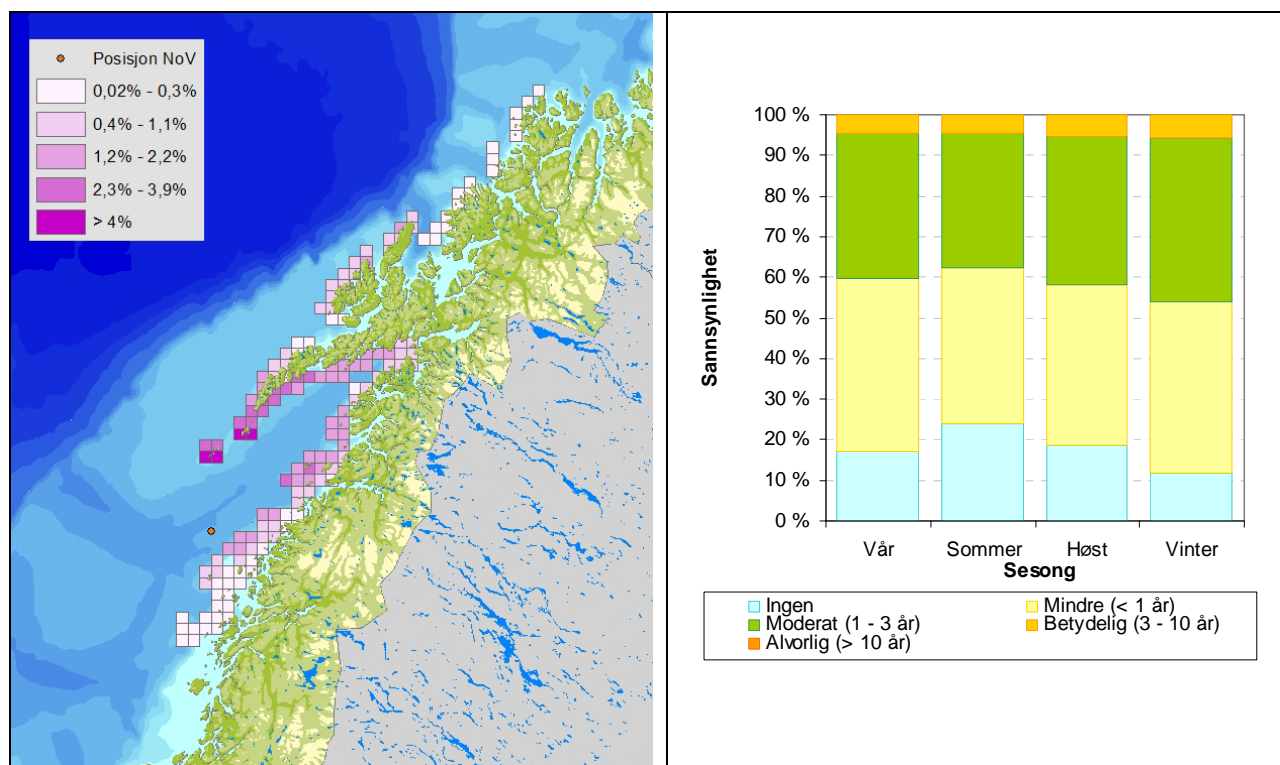 Posisjon NoV
0,02% - 0,3%
0,4% - 1,1%
1,2% - 2,2%
2,3% - 3,9%
> 4%
100 %
90 %
80 %
70 %
60 %
50 %
40 %
30 %
20 %
10 %
0 %
Sannsynlighet
Vår Sommer Høst Vinter
Sesong
Ingen Mindre (< 1 år)
Moderat (1 - 3 år) Betydelig (3 - 10 år)
Alvorlig (> 10 år)